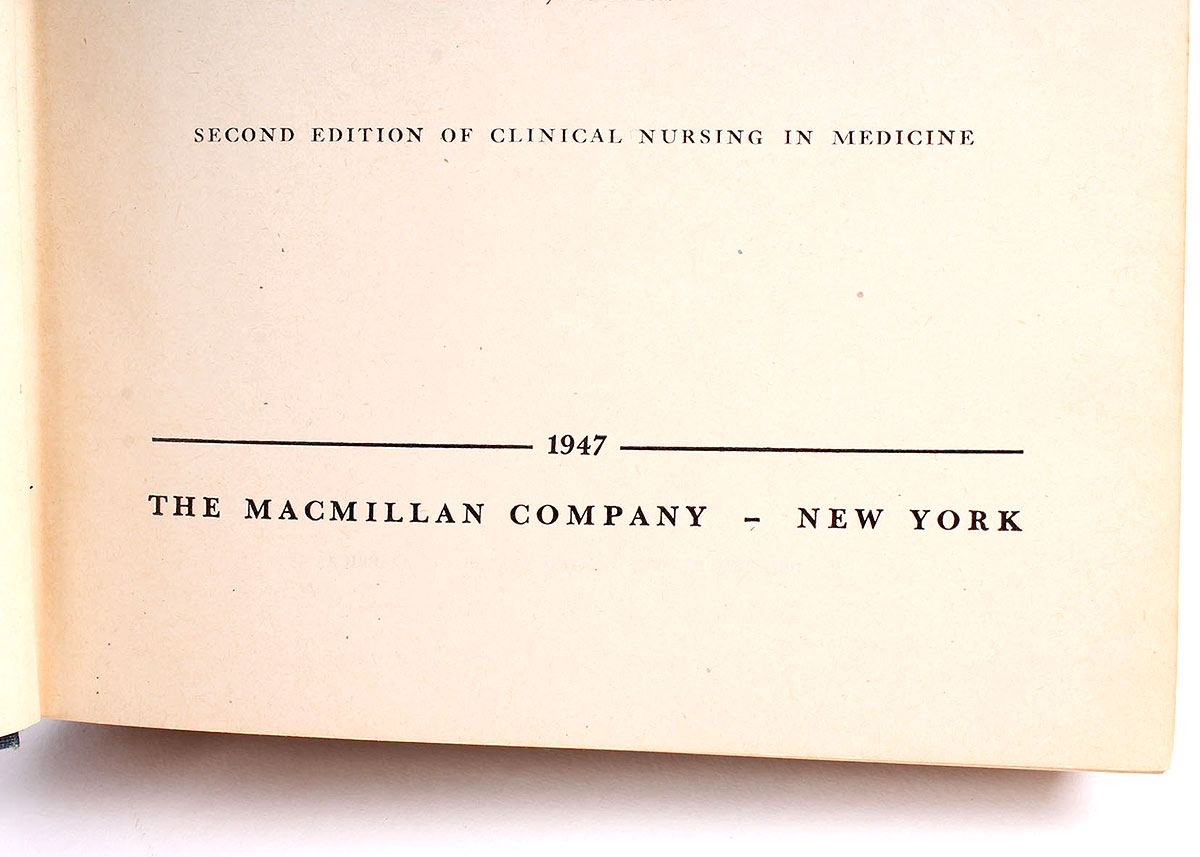 SECOND EDITION OF CLINICAL NURSING IN MEDICINE
1947
THE MACMILLAN COMPANY – NEW YORK